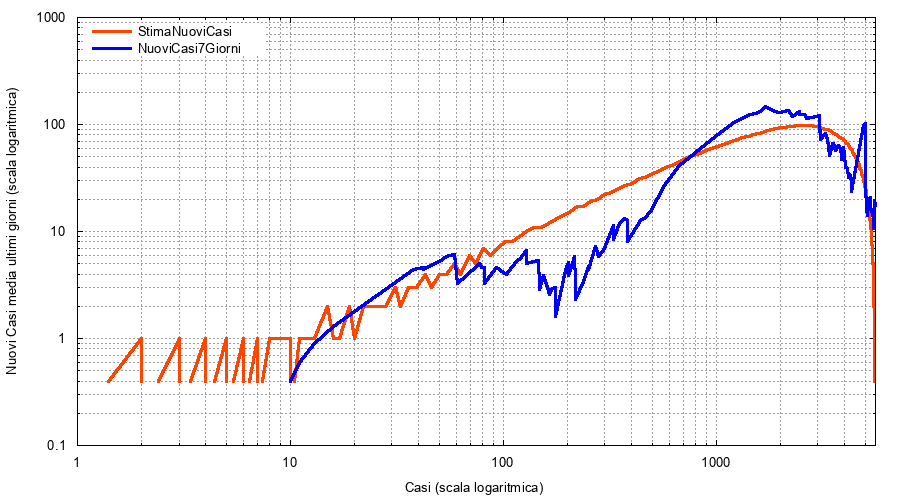 1000
StimaNuoviCasi
NuoviCasi7Giorni
100
10
1
0.1
Nuovi Casi media ultimi giorni (scala logaritmica)
1 10 100 1000
Casi (scala logaritmica)